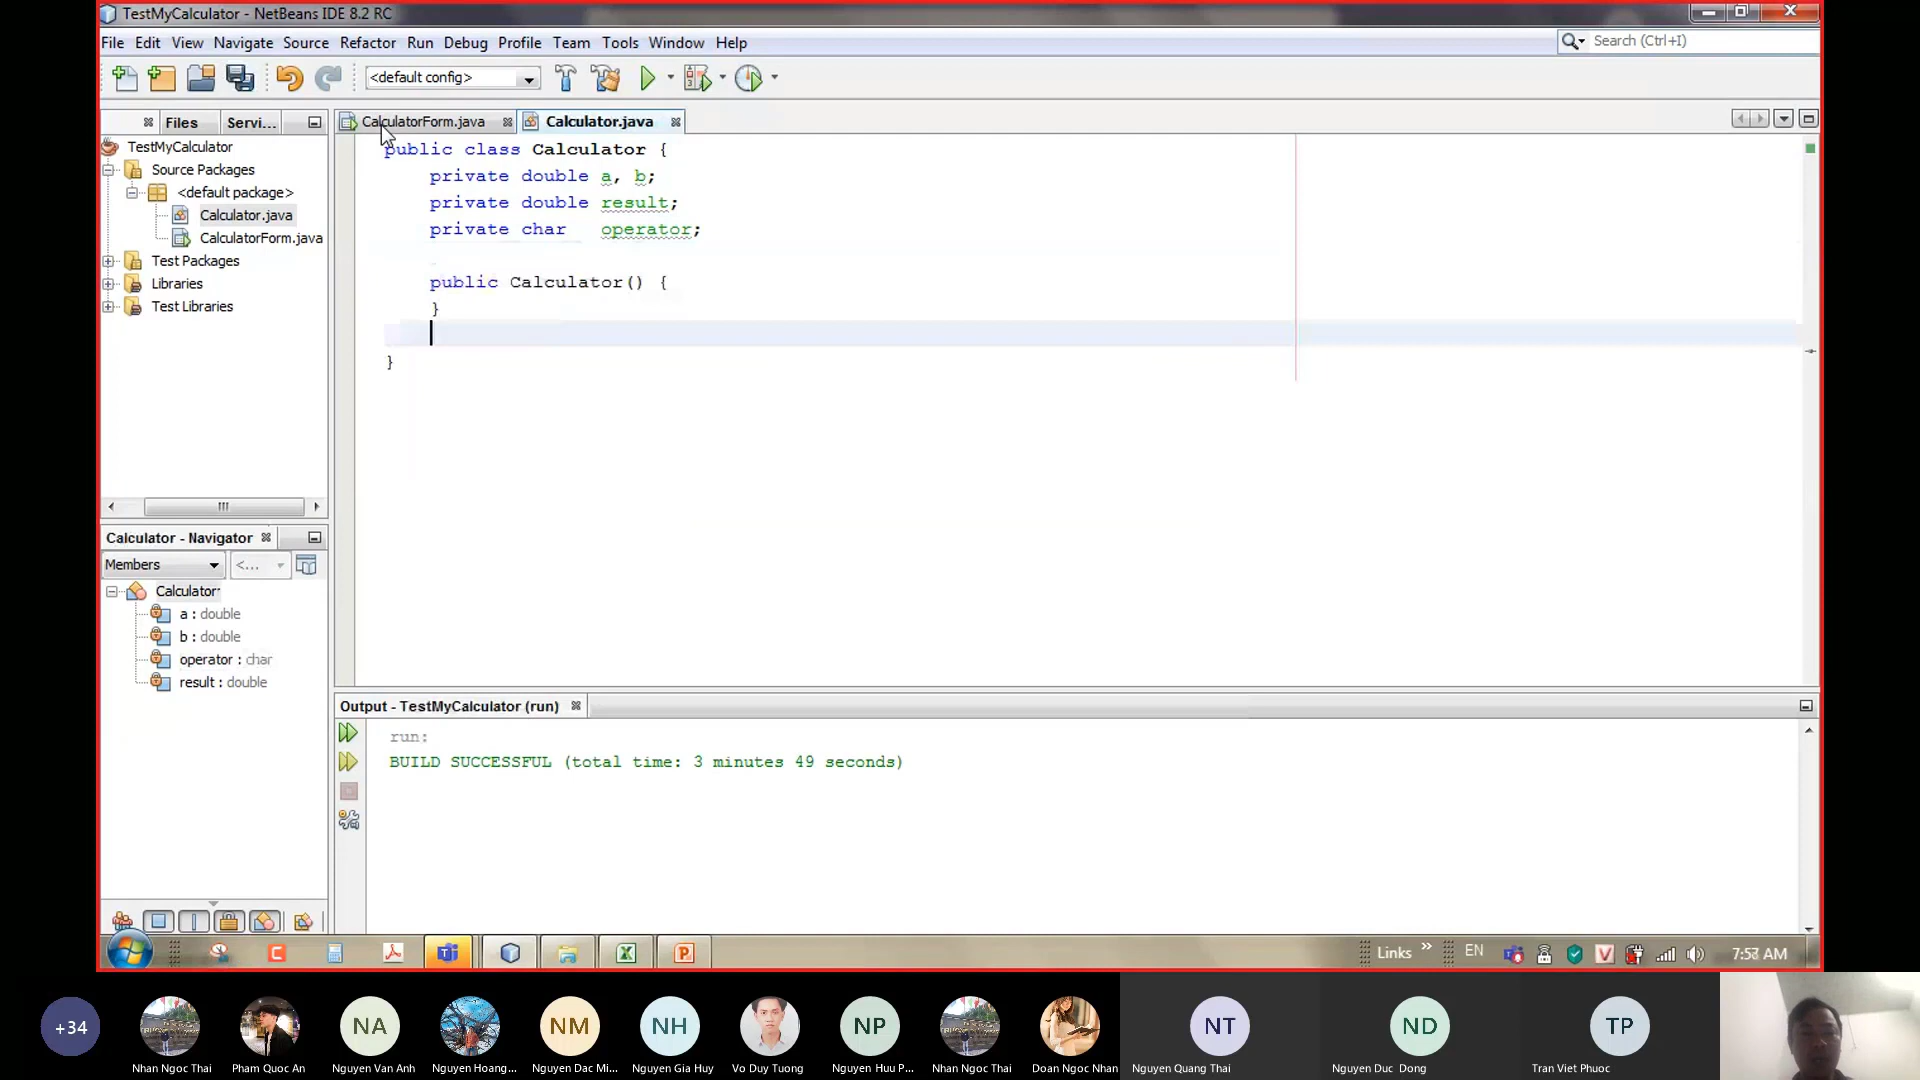 TestMyCalculator - NetBeans IDE 8.2 RC
File Edit View Navigate Source Refactor Run Debug Profile Team Tools Window Help
Search (Ctrl+I)
<default config>
Files Servi...
CalculatorForm.java Calculator.java
TestMyCalculator
Source Packages
<default package>
Calculator.java
CalculatorForm.java
Test Packages
Libraries
Test Libraries
public class Calculator {
private double a, b;
private double result;
private char operator;
public Calculator() {
}
}
Calculator - Navigator
Members <...
Calculator
a : double
b : double
operator : char
result : double
Output - TestMyCalculator (run)
run:
BUILD SUCCESSFUL (total time: 3 minutes 49 seconds)
Links » EN
+34 NA NM NH NP NT ND TP
Nhan Ngoc Thai Pham Quoc An Nguyen Van Anh Nguyen Hoang... Nguyen Dac Mi... Nguyen Gia Huy Vo Duy Tuong Nguyen Huu P... Nhan Ngoc Thai Doan Ngoc Nhan Nguyen Quang Thai Nguyen Duc Dong Tran Viet Phuoc